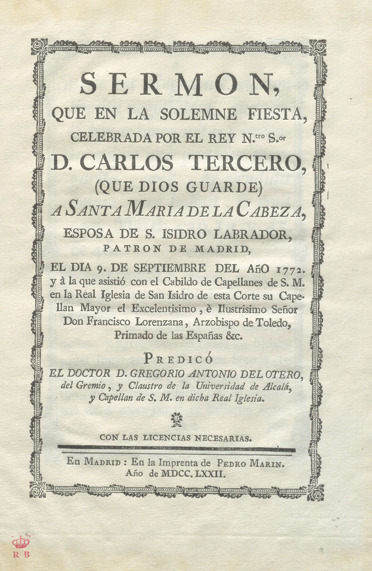 SERMON,
QUE EN LA SOLEMNE FIESTA,
CELEBRADA POR EL REY N.tro S.or
D. CARLOS TERCERO,
(QUE DIOS GUARDE)
A SANTA MARIA DE LA CABEZA,
ESPOSA DE S. ISIDRO LABRADOR,
PATRON DE MADRID,
EL DIA 9. DE SEPTIEMBRE DEL AñO 1772.
y à la que asistió con el Cabildo de Capellanes de S. M.
en la Real Iglesia de San Isidro de esta Corte su Cape-
llan Mayor el Excelentisimo, è Ilustrisimo Señor
Don Francisco Lorenzana, Arzobispo de Toledo,
Primado de las Españas &c.
PREDICÓ
EL DOCTOR D. GREGORIO ANTONIO DEL OTERO,
del Gremio, y Claustro de la Universidad de Alcalá,
y Capellan de S. M. en dicha Real Iglesia.
CON LAS LICENCIAS NECESARIAS.
En MADRID: En la Imprenta de PEDRO MARIN.
Año de MDCC. LXXII.
R B